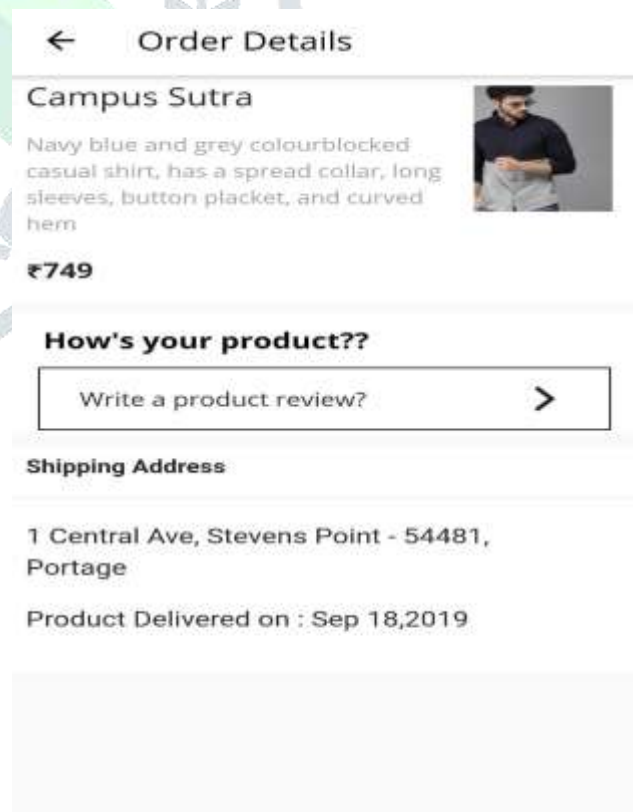 Order Details
Campus Sutra
Navy blue and grey colourblocked
casual shirt, has a spread collar, long
sleeves, button placket, and curved
hem
₹749
How's your product??
Write a product review?
Shipping Address
1 Central Ave, Stevens Point - 54481,
Portage
Product Delivered on : Sep 18,2019